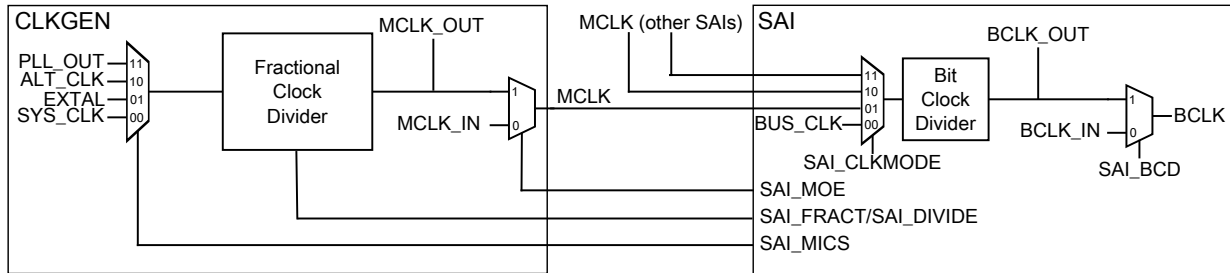 CLKGEN
PLL_OUT
ALT_CLK
EXTAL
SYS_CLK
11
10
01
00
Fractional
Clock
Divider
MCLK_OUT
MCLK_IN
1
0
MCLK
MCLK (other SAIs)
SAI
BUS_CLK
11
10
01
00
SAI_CLKMODE
Bit
Clock
Divider
BCLK_OUT
BCLK_IN
1
0
BCLK
SAI_BCD
SAI_MOE
SAI_FRACT/SAI_DIVIDE
SAI_MICS